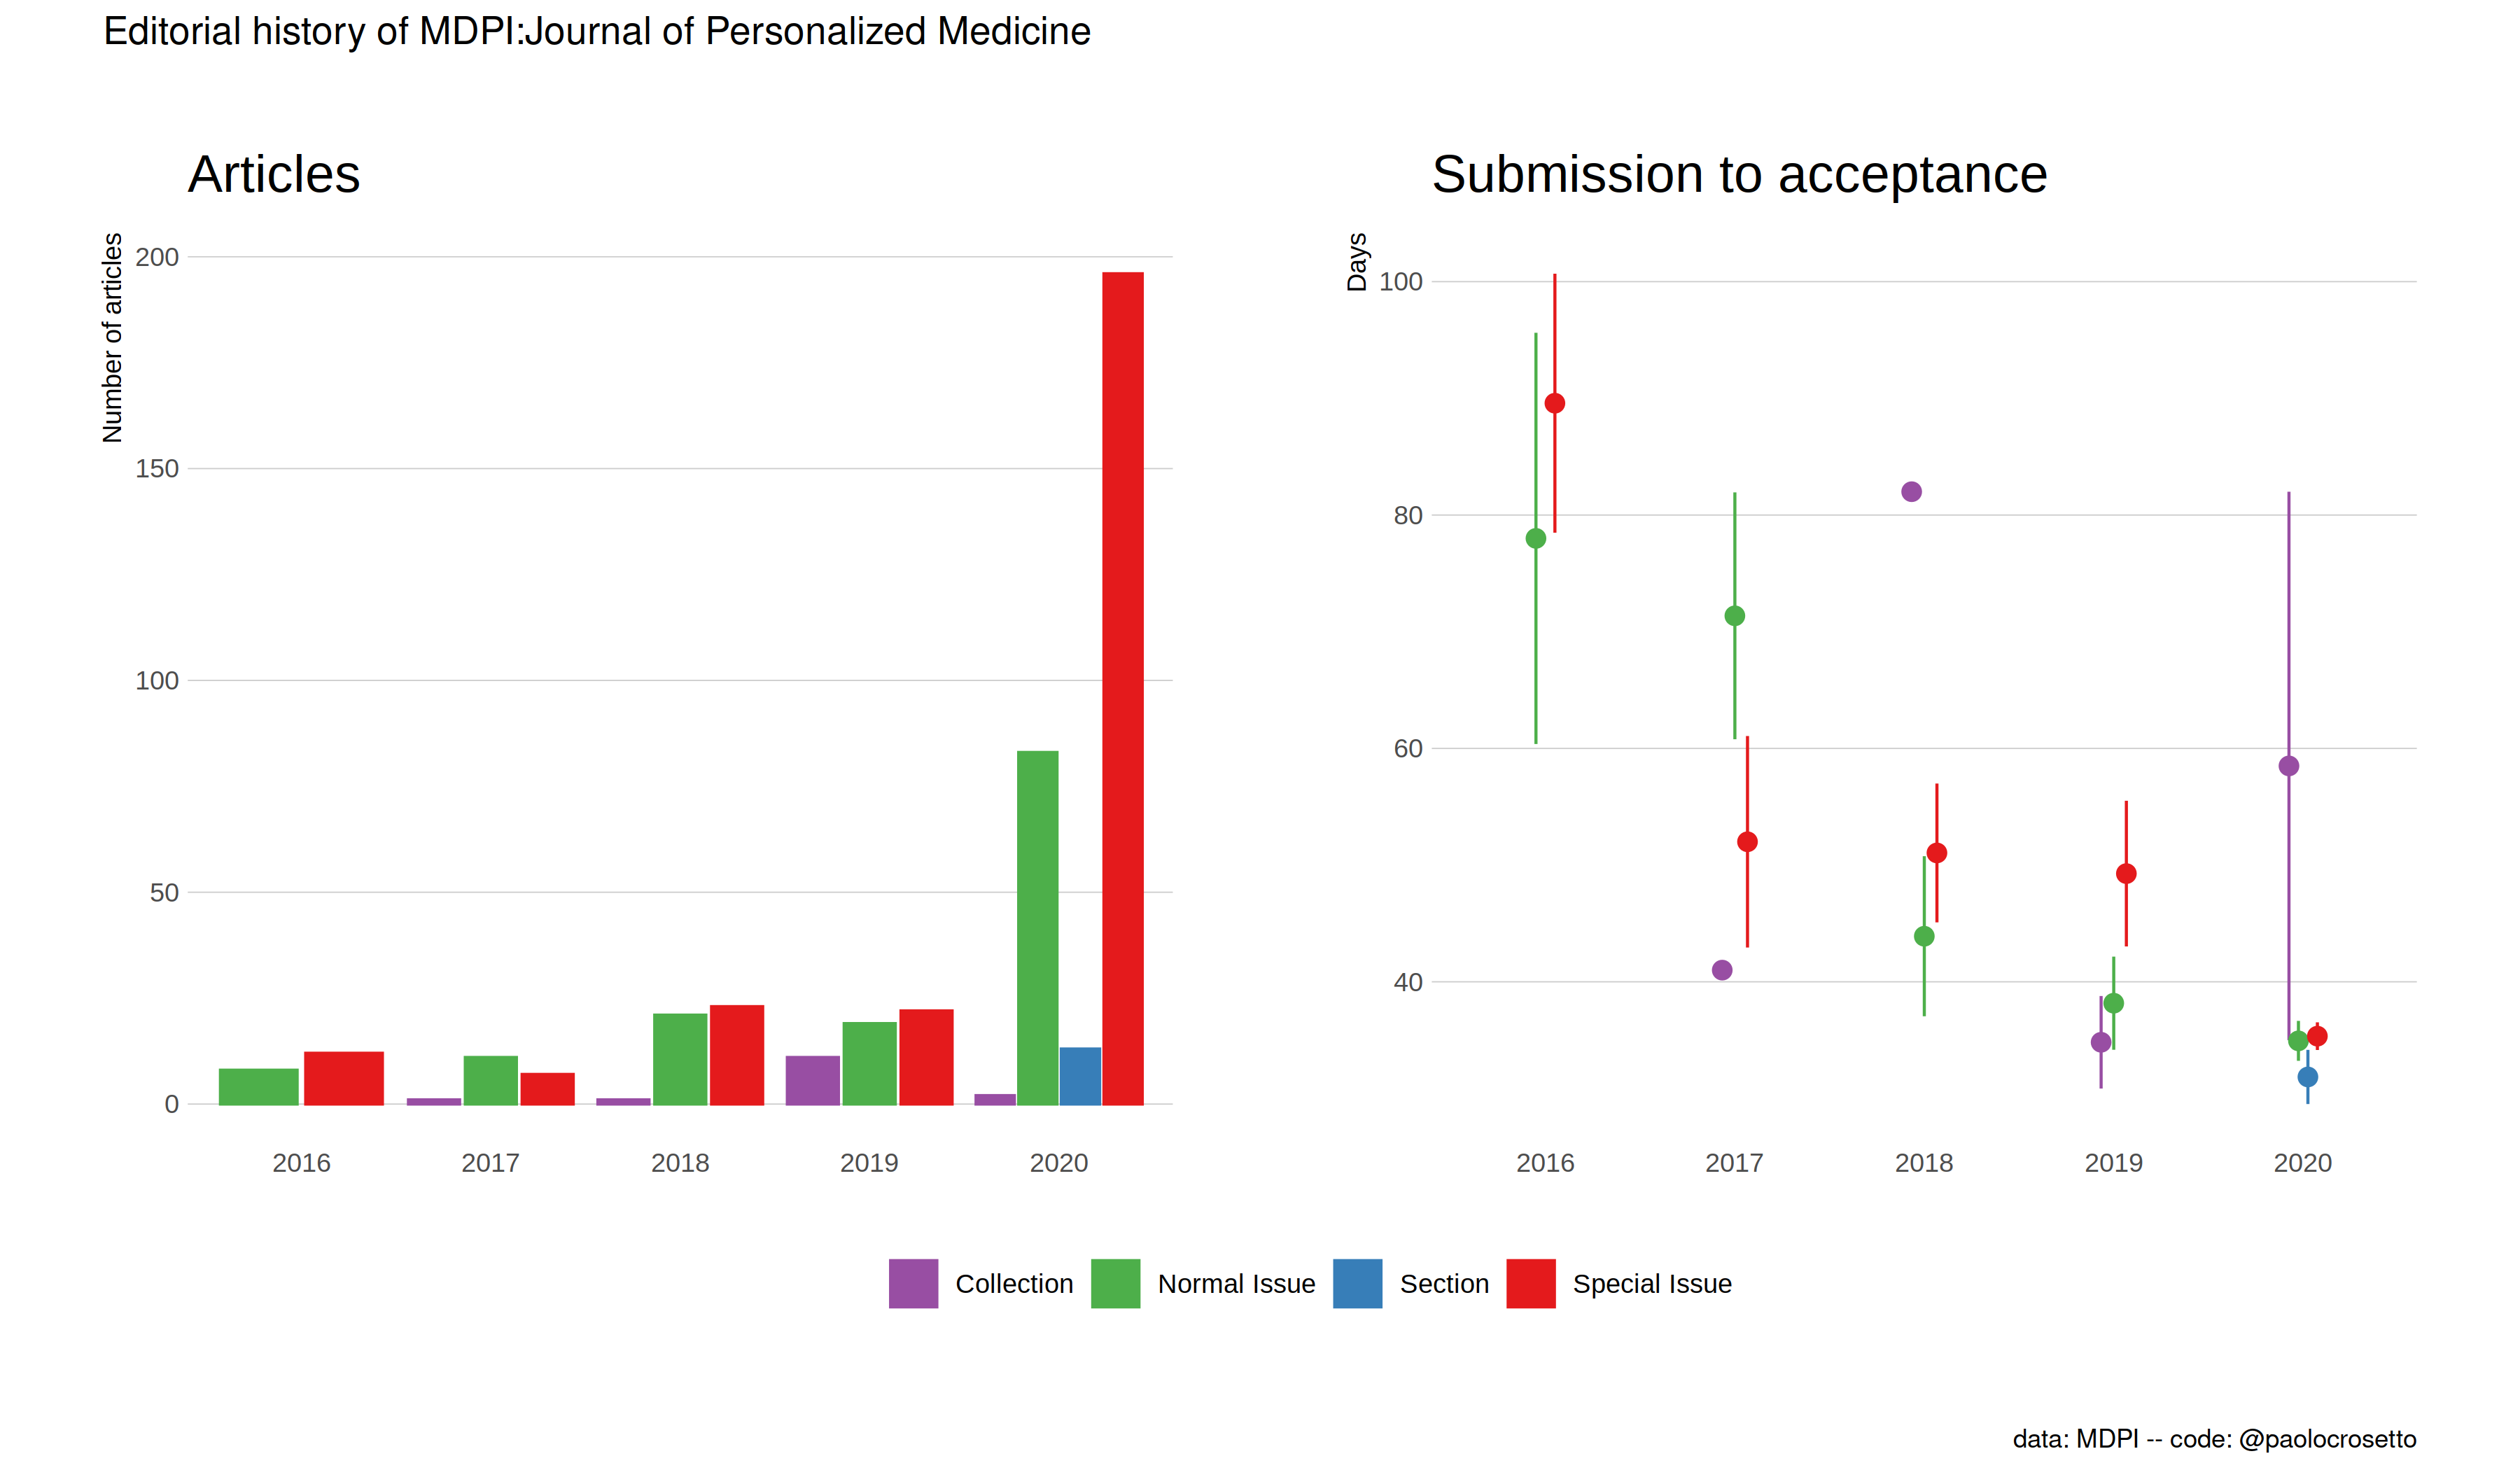 Editorial history of MDPI:Journal of Personalized Medicine
Articles
Number of articles
200
150
100
50
0
2016 2017 2018 2019 2020
Submission to acceptance
Days
100
80
60
40
2016 2017 2018 2019 2020
Collection Normal Issue Section Special Issue
data: MDPI -- code: @paolocrosetto